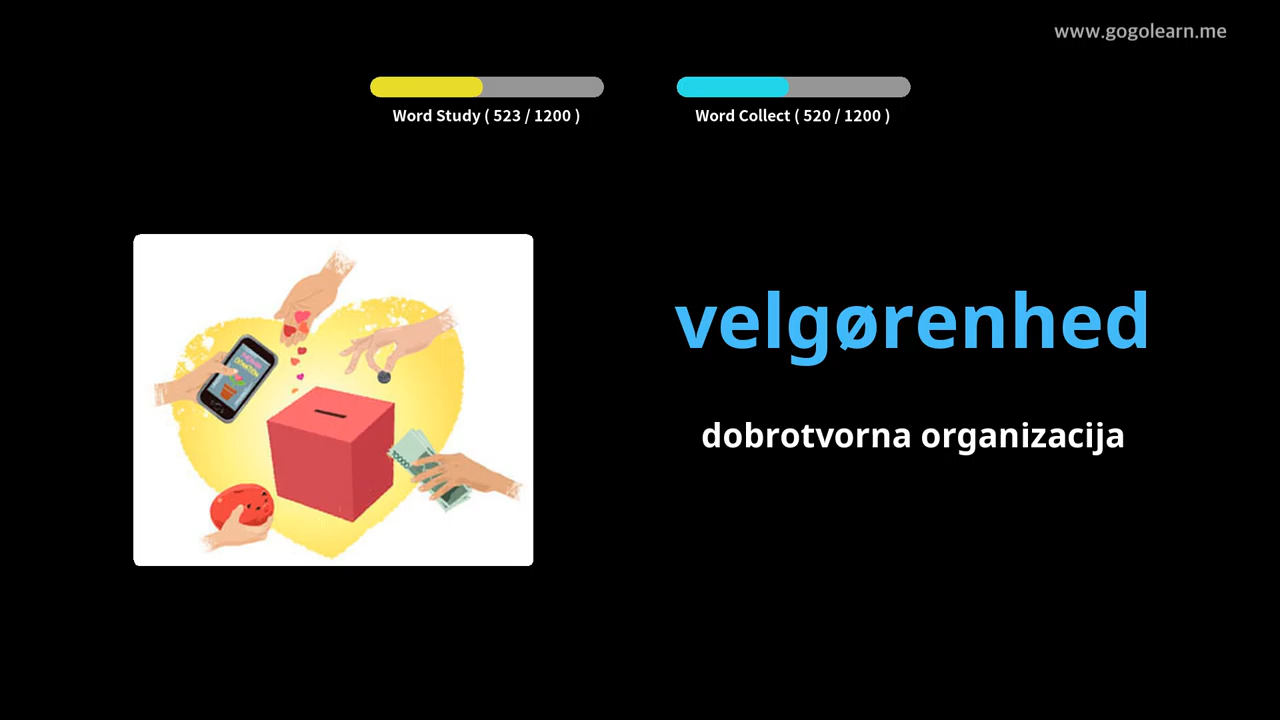 www.gogolearn.me
Word Study ( 523 / 1200 )
Word Collect ( 520 / 1200 )
velgørenhed
dobrotvorna organizacija